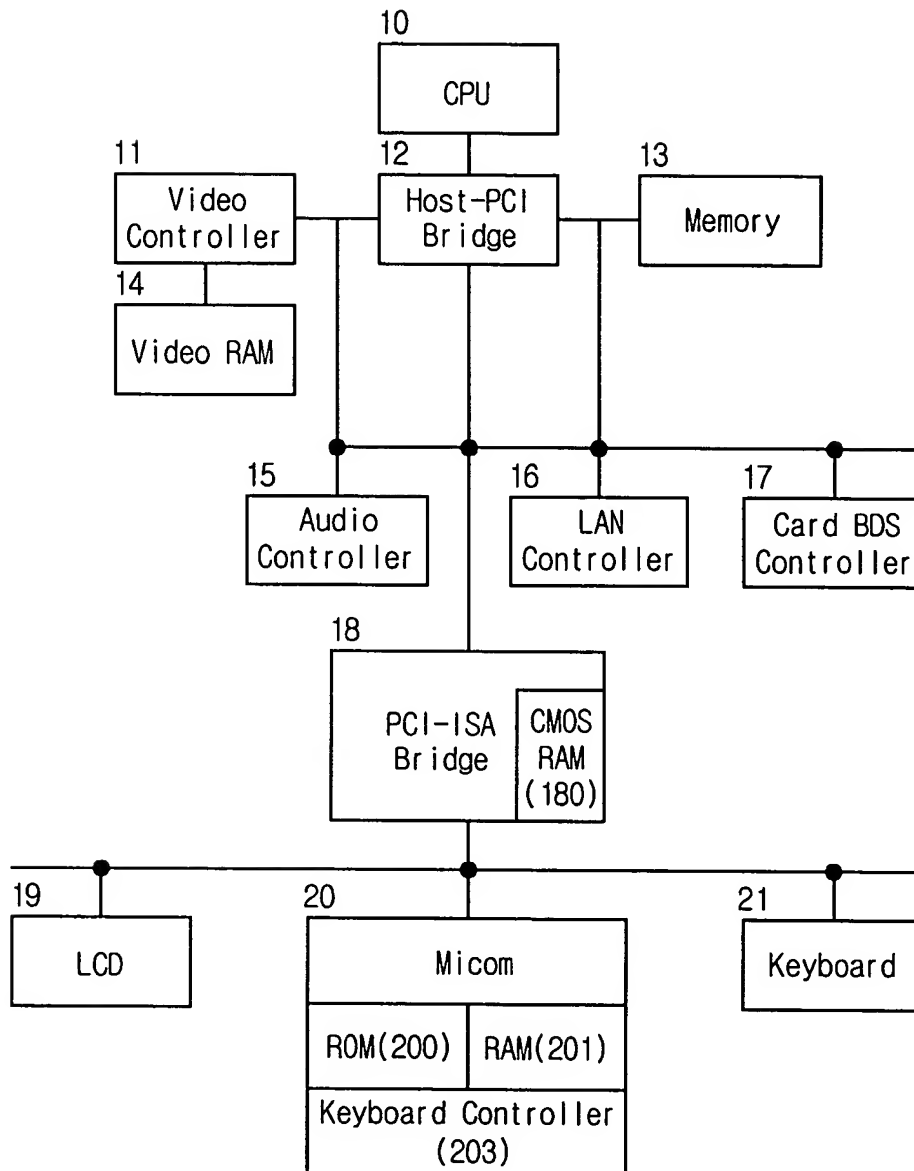 10
CPU
11
12
13
Video
Controller
Host-PCI
Bridge
Memory
14
Video RAM
15
16
17
Audio
Controller
LAN
Controller
Card BDS
Controller
18
PCI-ISA
Bridge
CMOS
RAM
(180)
19
20
21
LCD
Micom
Keyboard
ROM(200)
RAM(201)
Keyboard Controller
(203)